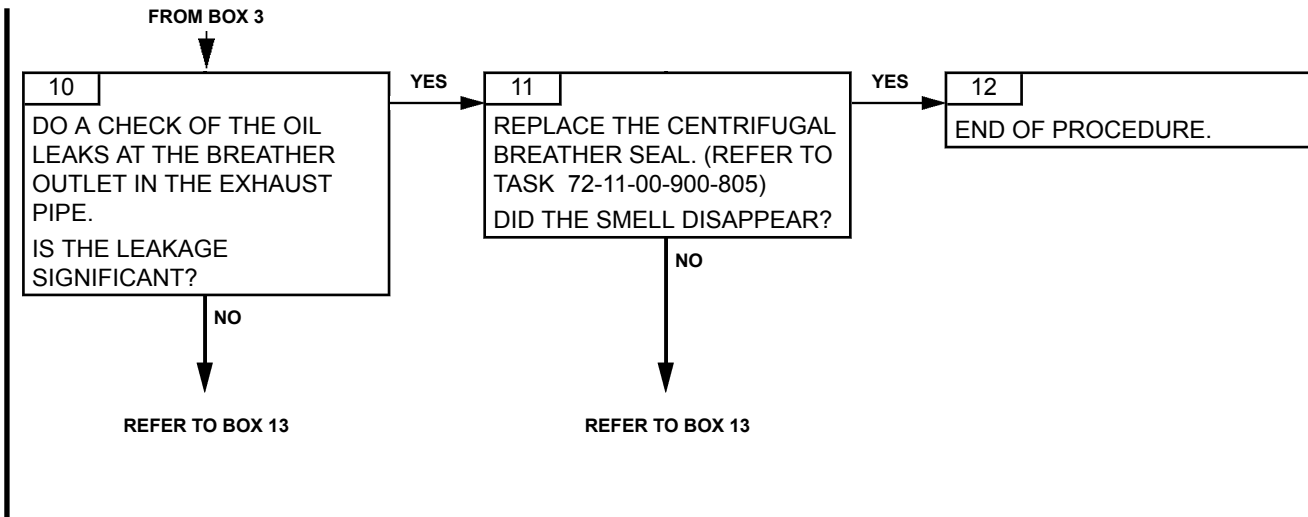 FROM BOX 3
10
DO A CHECK OF THE OIL
LEAKS AT THE BREATHER
OUTLET IN THE EXHAUST
PIPE.
IS THE LEAKAGE
SIGNIFICANT?
YES
NO
REFER TO BOX 13
11
REPLACE THE CENTRIFUGAL
BREATHER SEAL. (REFER TO
TASK 72-11-00-900-805)
DID THE SMELL DISAPPEAR?
YES
NO
REFER TO BOX 13
12
END OF PROCEDURE.